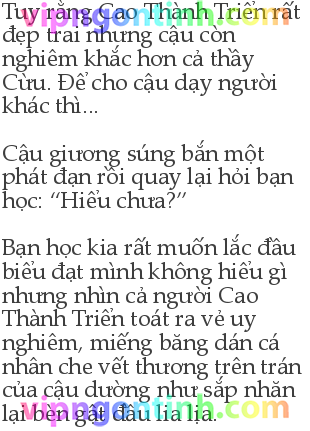 Tuy rằng Cao Thành Triển rất
vipngontinh.com
đẹp trai nhưng cậu còn
nghiêm khắc hơn cả thầy
Cừu. Để cho cậu dạy người
khác thì...
Cậu giương súng bắn một
phát đạn rồi quay lại hỏi bạn
học: “Hiểu chưa?”
Bạn học kia rất muốn lắc đầu
biểu đạt mình không hiểu gì
nhưng nhìn cả người Cao
Thành Triển toát ra vẻ uy
nghiêm, miếng băng dán cá
nhân che vết thương trên trán
của cậu dường như sắp nhăn
lại bèn gật đầu lia lịa.
vipngontinh.com